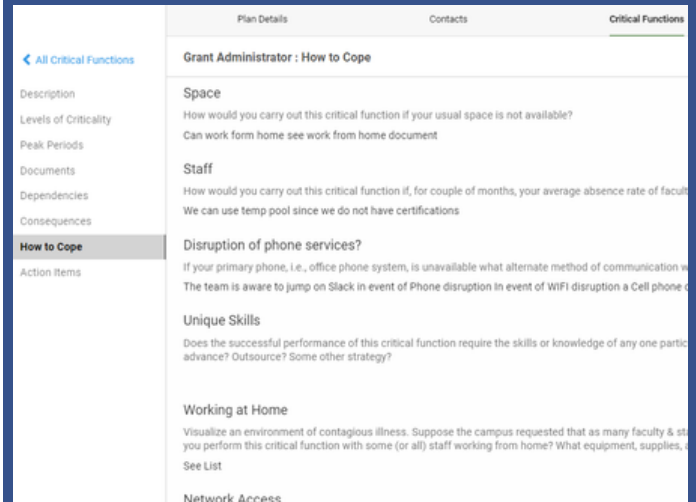 Plan Details Contacts Critical Functions
All Critical Functions
Grant Administrator : How to Cope
Description
Levels of Criticality
Peak Periods
Documents
Dependencies
Consequences
How to Cope
Action Items
Space
How would you carry out this critical function if your usual space is not available?
Can work form home see work from home document
Staff
How would you carry out this critical function if, for couple of months, your average absence rate of facult
We can use temp pool since we do not have certifications
Disruption of phone services?
If your primary phone, i.e., office phone system, is unavailable what alternate method of communication w
The team is aware to jump on Slack in event of Phone disruption In event of WIFI disruption a Cell phone
Unique Skills
Does the successful performance of this critical function require the skills or knowledge of any one partic
advance? Outsource? Some other strategy?
Working at Home
Visualize an environment of contagious illness. Suppose the campus requested that as many faculty & sta
you perform this critical function with some (or all) staff working from home? What equipment, supplies,
See List
Network Access